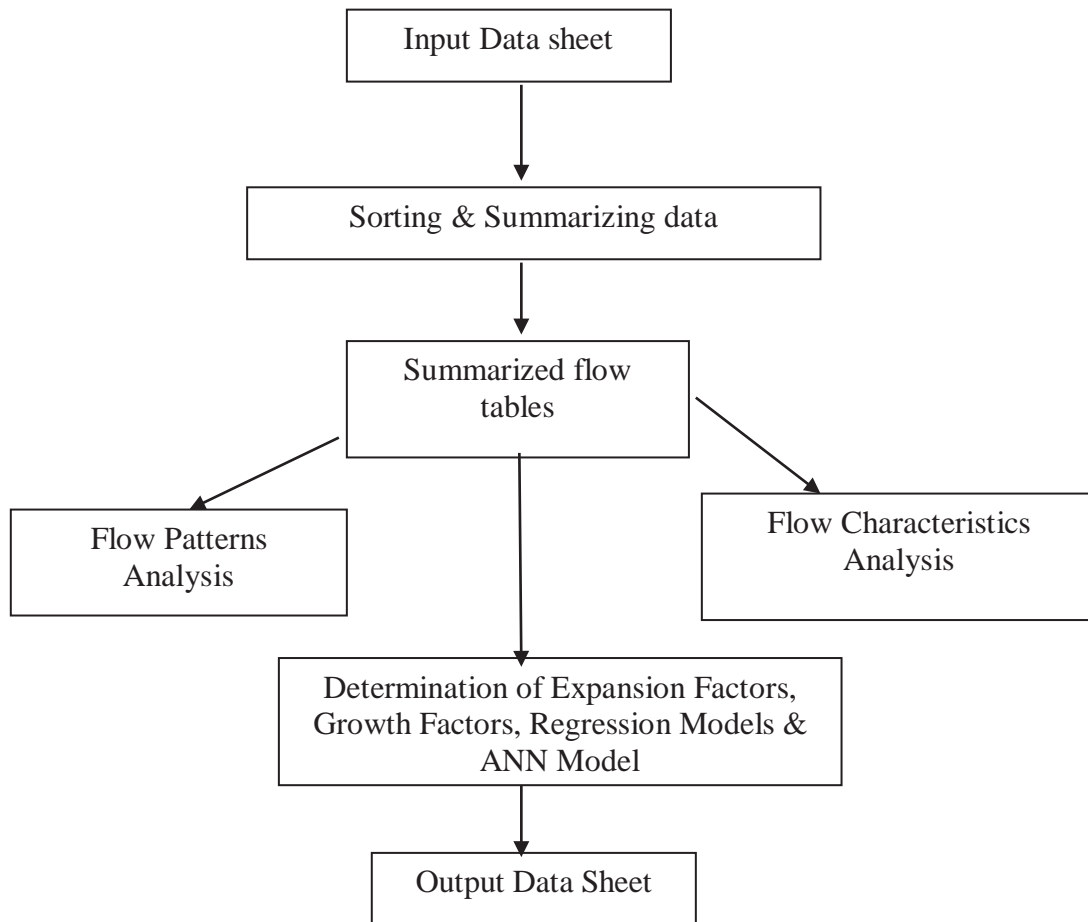 Input Data sheet
Sorting & Summarizing data
Summarized flow
tables
Flow Patterns
Analysis
Flow Characteristics
Analysis
Determination of Expansion Factors,
Growth Factors, Regression Models &
ANN Model
Output Data Sheet